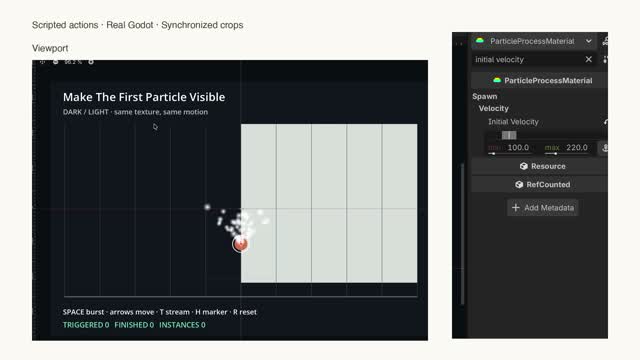 Scripted actions · Real Godot · Synchronized crops
Viewport
96.2 %
Make The First Particle Visible
DARK / LIGHT · same texture, same motion
SPACE burst · arrows move · T stream · H marker · R reset
TRIGGERED 0 FINISHED 0 INSTANCES 0
ParticleProcessMaterial
initial velocity
ParticleProcessMaterial
Spawn
Velocity
Initial Velocity
min 100.0 max 220.0
Resource
RefCounted
Add Metadata